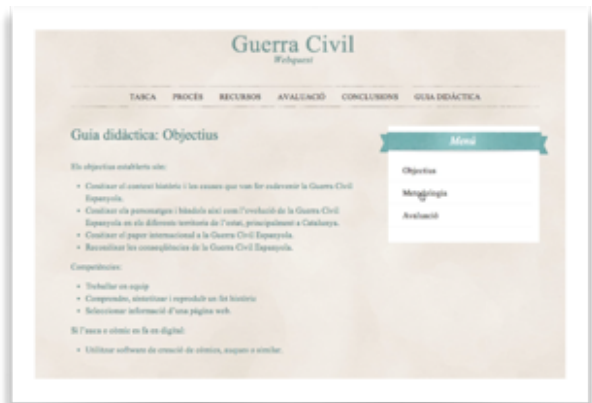 Guerra Civil
Webquest
TASCA PROCÉS RECURSOS AVALUACIÓ CONCLUSIONS GUIA DIDÀCTICA
Guia didàctica: Objectius
Els objectius establerts són:
Conèixer el context històric i les causes que van fer esdevenir la Guerra Civil
Espanyola.
Conèixer els personatges i bàndols així com l'evolució de la Guerra Civil
Espanyola en els diferents territoris de l'estat, principalment a Catalunya.
Conèixer el paper internacional a la Guerra Civil Espanyola.
Reconèixer les conseqüències de la Guerra Civil Espanyola.
Competències:
Treballar en equip
Comprendre, sintetitzar i reproduir un fet històric
Seleccionar informació d'una pàgina web.
Si l'auca o còmic es fa en digital:
Utilitzar software de creació de còmics, auques o similar.
Menú
Objectius
Metodologia
Avaluació